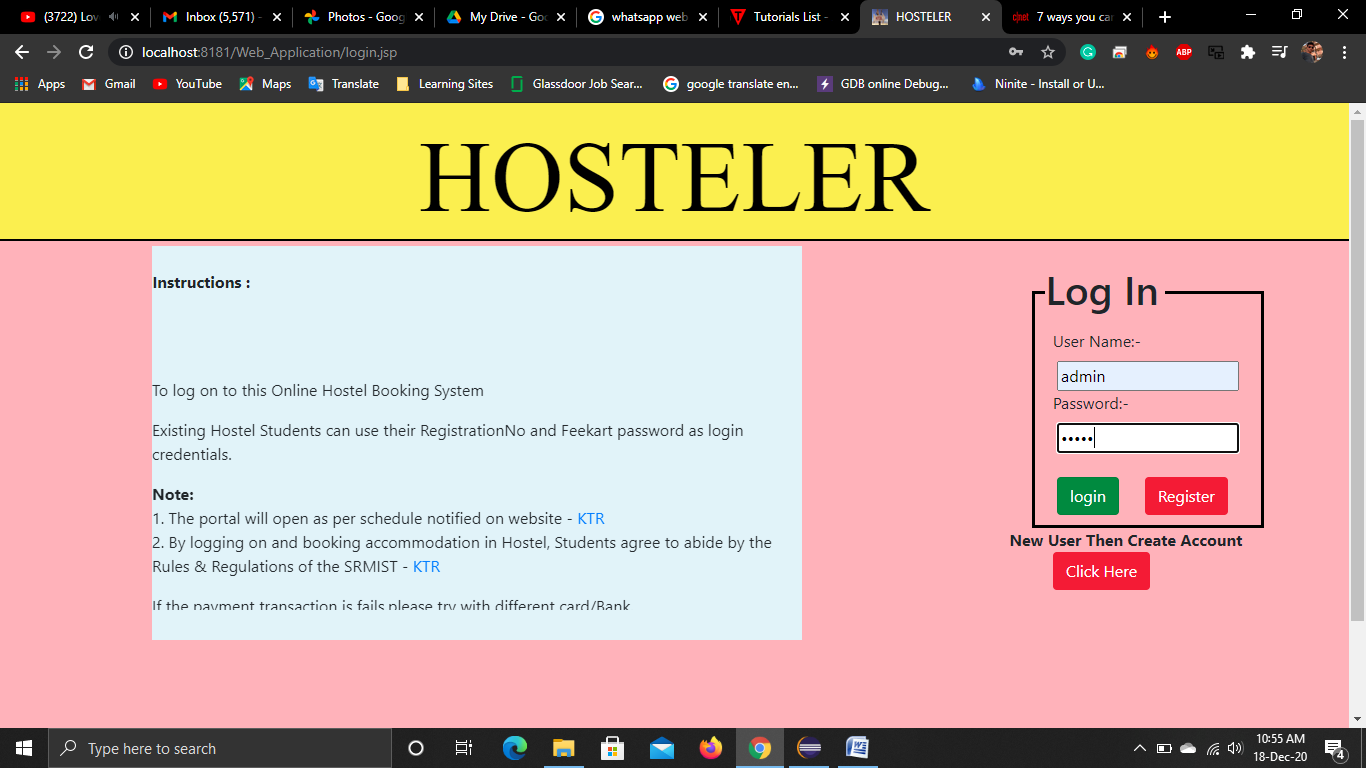 (3722) Lov
Inbox (5,571) -
Photos - Goog
My Drive - Goo
whatsapp web
Tutorials List -
HOSTELER
cinet 7 ways you can
localhost:8181/Web_Application/login.jsp
ABP
Apps
Gmail
YouTube
Maps
Translate
Learning Sites
Glassdoor Job Sear...
google translate en...
GDB online Debug...
Ninite - Install or U...
HOSTELER
Instructions :
To log on to this Online Hostel Booking System
Existing Hostel Students can use their RegistrationNo and Feekart password as login
credentials.
Note:
1. The portal will open as per schedule notified on website - KTR
2. By logging on and booking accommodation in Hostel, Students agree to abide by the
Rules & Regulations of the SRMIST - KTR
If the payment transaction is fails,please try with different card/Bank
Log In
User Name:-
admin
Password:-
login
Register
New User Then Create Account
Click Here
Type here to search
10:55 AM
18-Dec-20
4